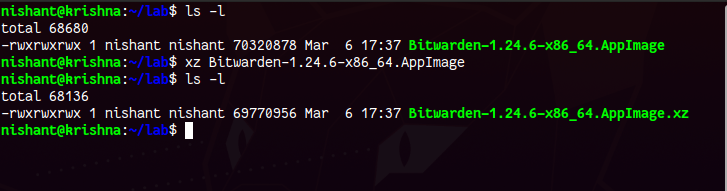 nishant@krishna:~/lab$ ls -l
total 68680
-rwxrwxrwx 1 nishant nishant 70320878 Mar  6 17:37 Bitwarden-1.24.6-x86_64.AppImage
nishant@krishna:~/lab$ xz Bitwarden-1.24.6-x86_64.AppImage
nishant@krishna:~/lab$ ls -l
total 68136
-rwxrwxrwx 1 nishant nishant 69770956 Mar  6 17:37 Bitwarden-1.24.6-x86_64.AppImage.xz
nishant@krishna:~/lab$